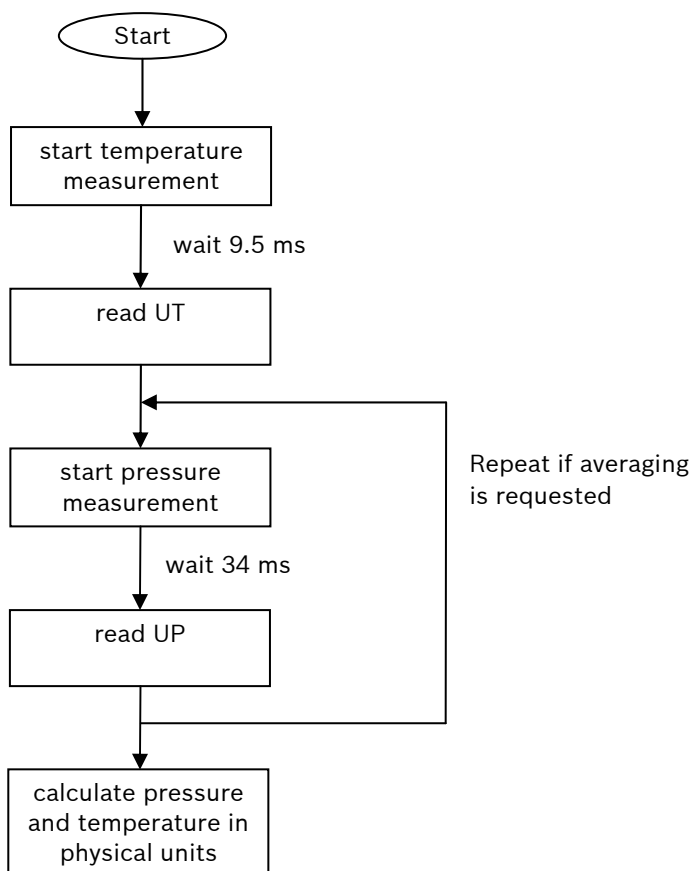 Start
start temperature
measurement
wait 9.5 ms
read UT
start pressure
measurement
Repeat if averaging
is requested
wait 34 ms
read UP
calculate pressure
and temperature in
physical units